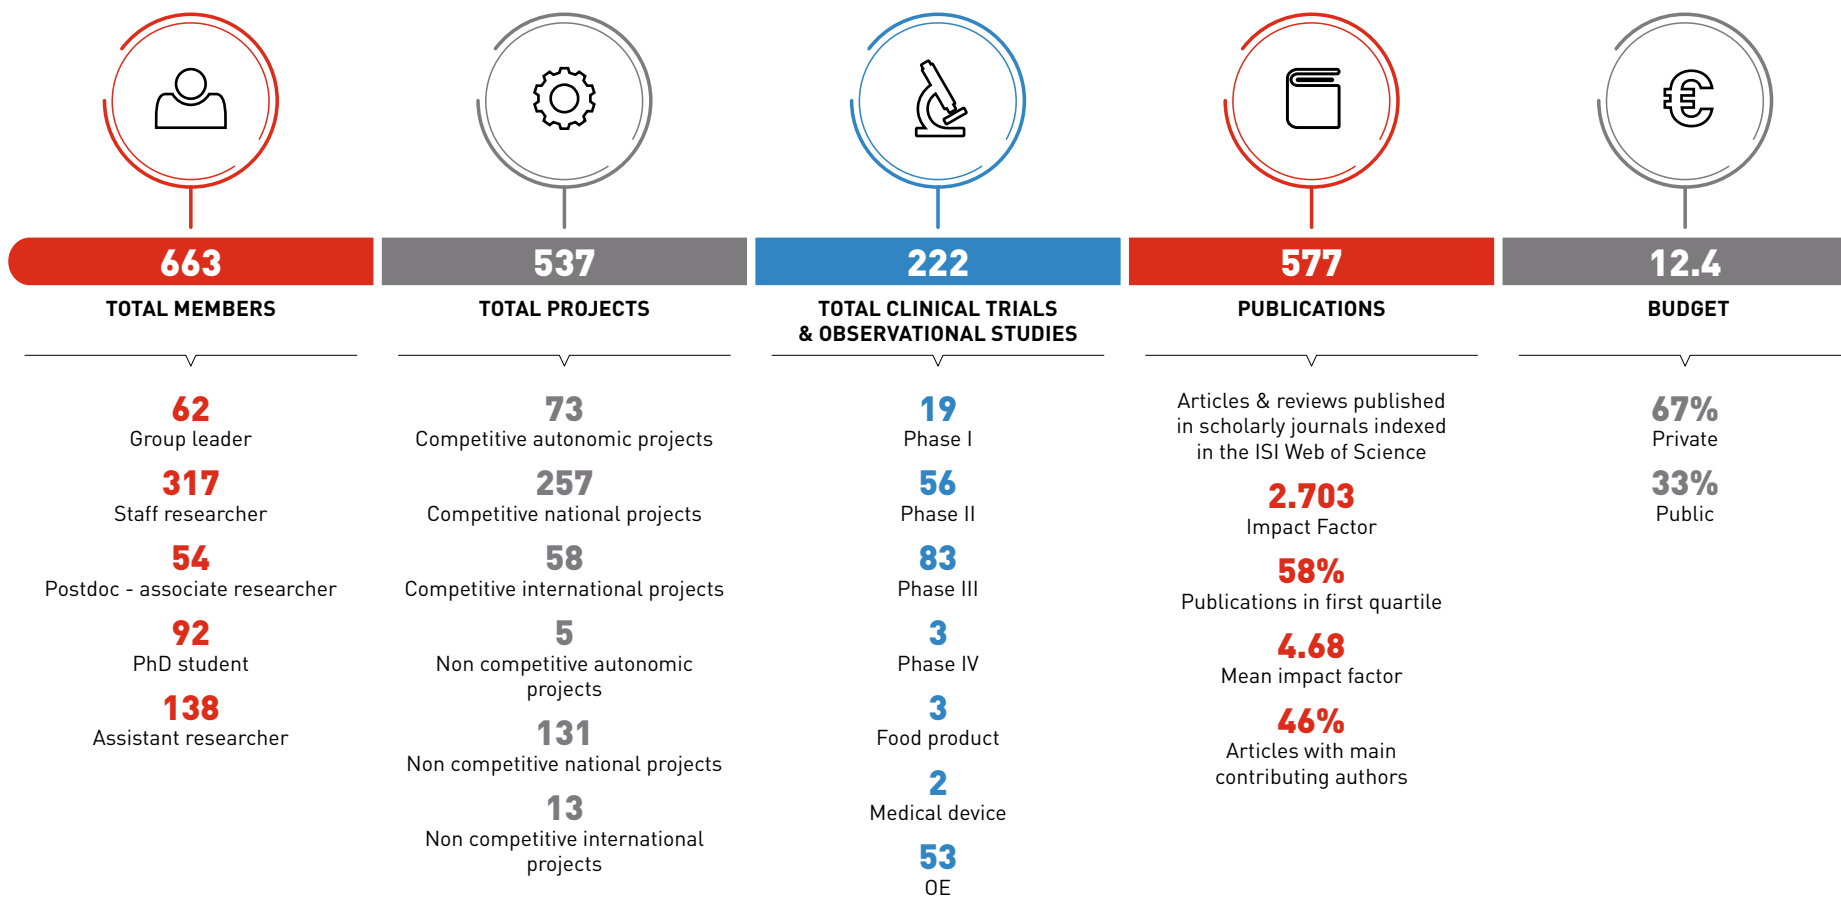 663
TOTAL MEMBERS
62
Group leader
317
Staff researcher
54
Postdoc - associate researcher
92
PhD student
138
Assistant researcher
537
TOTAL PROJECTS
73
Competitive autonomic projects
257
Competitive national projects
58
Competitive international projects
5
Non competitive autonomic
projects
131
Non competitive national projects
13
Non competitive international
projects
222
TOTAL CLINICAL TRIALS
& OBSERVATIONAL STUDIES
19
Phase I
56
Phase II
83
Phase III
3
Phase IV
3
Food product
2
Medical device
53
OE
577
PUBLICATIONS
Articles & reviews published
in scholarly journals indexed
in the ISI Web of Science
2.703
Impact Factor
58%
Publications in first quartile
4.68
Mean impact factor
46%
Articles with main
contributing authors
€
12.4
BUDGET
67%
Private
33%
Public